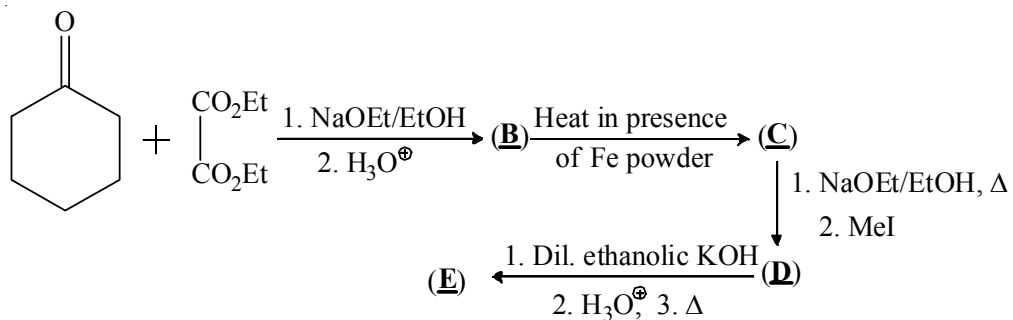 O
CO₂Et
CO₂Et
+
1. NaOEt/EtOH
2. H₃O⊕
(B)
Heat in presence
of Fe powder
(C)
1. NaOEt/EtOH, Δ
2. MeI
(D)
1. Dil. ethanolic KOH
2. H₃O⊕, 3. Δ
(E)